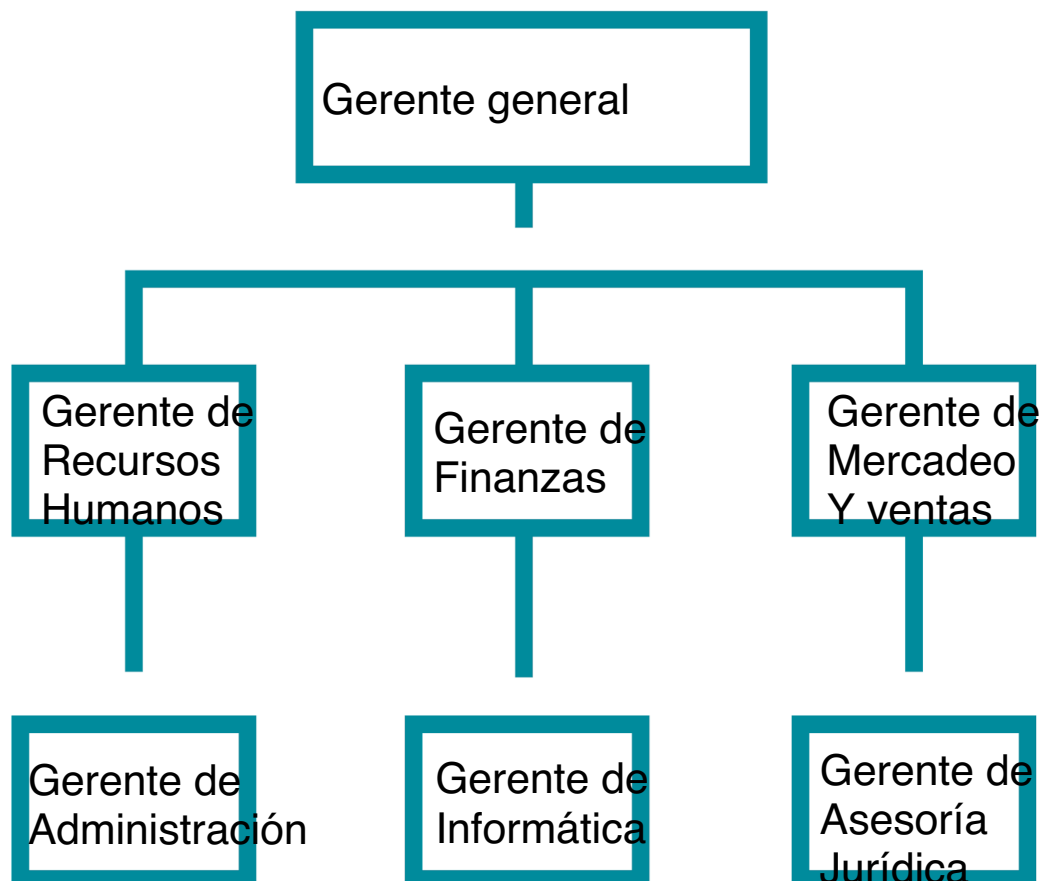 Gerente general
Gerente de
Recursos
Humanos
Gerente de
Finanzas
Gerente de
Mercadeo
Y ventas
Gerente de
Administración
Gerente de
Informática
Gerente de
Asesoría
Jurídica